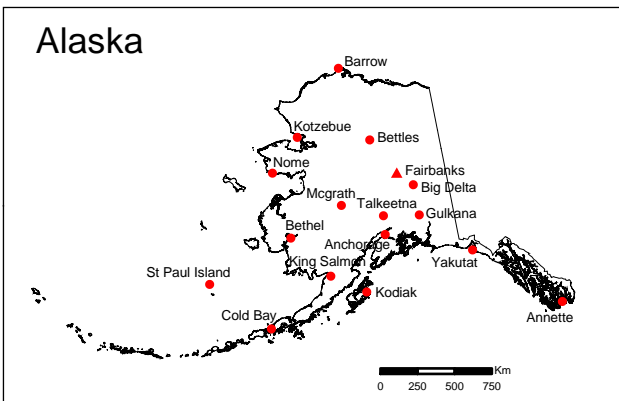 Alaska
Barrow
Kotzebue
Bettles
Nome
Fairbanks
Big Delta
Mcgrath
Talkeetna
Gulkana
Bethel
Anchorage
Yakutat
King Salmon
St Paul Island
Kodiak
Cold Bay
Annette
Km
0 250 500 750